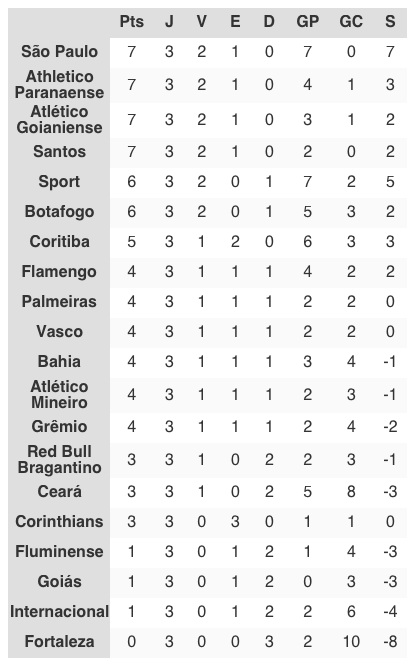 Pts J V E D GP GC S
São Paulo 7 3 2 1 0 7 0 7
Athletico
Paranaense 7 3 2 1 0 4 1 3
Atlético
Goianiense 7 3 2 1 0 3 1 2
Santos 7 3 2 1 0 2 0 2
Sport 6 3 2 0 1 7 2 5
Botafogo 6 3 2 0 1 5 3 2
Coritiba 5 3 1 2 0 6 3 3
Flamengo 4 3 1 1 1 4 2 2
Palmeiras 4 3 1 1 1 2 2 0
Vasco 4 3 1 1 1 2 2 0
Bahia 4 3 1 1 1 3 4 -1
Atlético
Mineiro 4 3 1 1 1 2 3 -1
Grêmio 4 3 1 1 1 2 4 -2
Red Bull
Bragantino 3 3 1 0 2 2 3 -1
Ceará 3 3 1 0 2 5 8 -3
Corinthians 3 3 0 3 0 1 1 0
Fluminense 1 3 0 1 2 1 4 -3
Goiás 1 3 0 1 2 0 3 -3
Internacional 1 3 0 1 2 2 6 -4
Fortaleza 0 3 0 0 3 2 10 -8